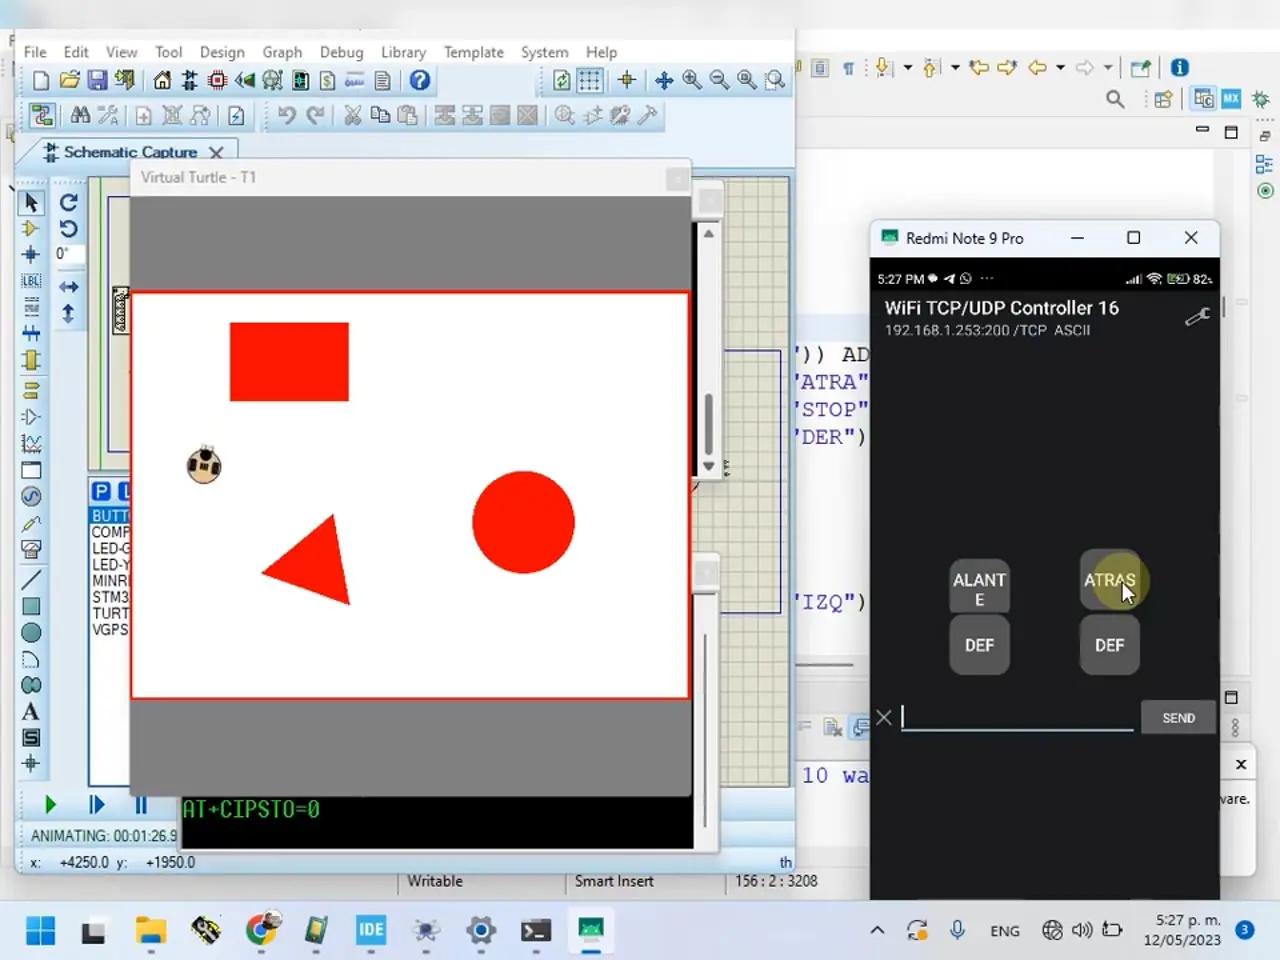 File Edit View Tool Design Graph Debug Library Template System Help
Schematic Capture
Virtual Turtle - T1
0°
LBL
P L
BUTT
COMP
LED-G
LED-Y
MINRE
STM3
TURT
VGPS
A
S
AT+CIPSTO=0
ANIMATING: 00:01:26.9
x: +4250.0 y: +1950.0 th
MX
')) AD
"ATRA"
"STOP"
"DER")
"IZQ")
10 wa
vare.
Writable Smart Insert 156 : 2 : 3208
Redmi Note 9 Pro
5:27 PM ... 82
WiFi TCP/UDP Controller 16
192.168.1.253:200 /TCP ASCII
ALANT
E
ATRAS
DEF DEF
SEND
IDE
ENG
5:27 p. m.
12/05/2023
3